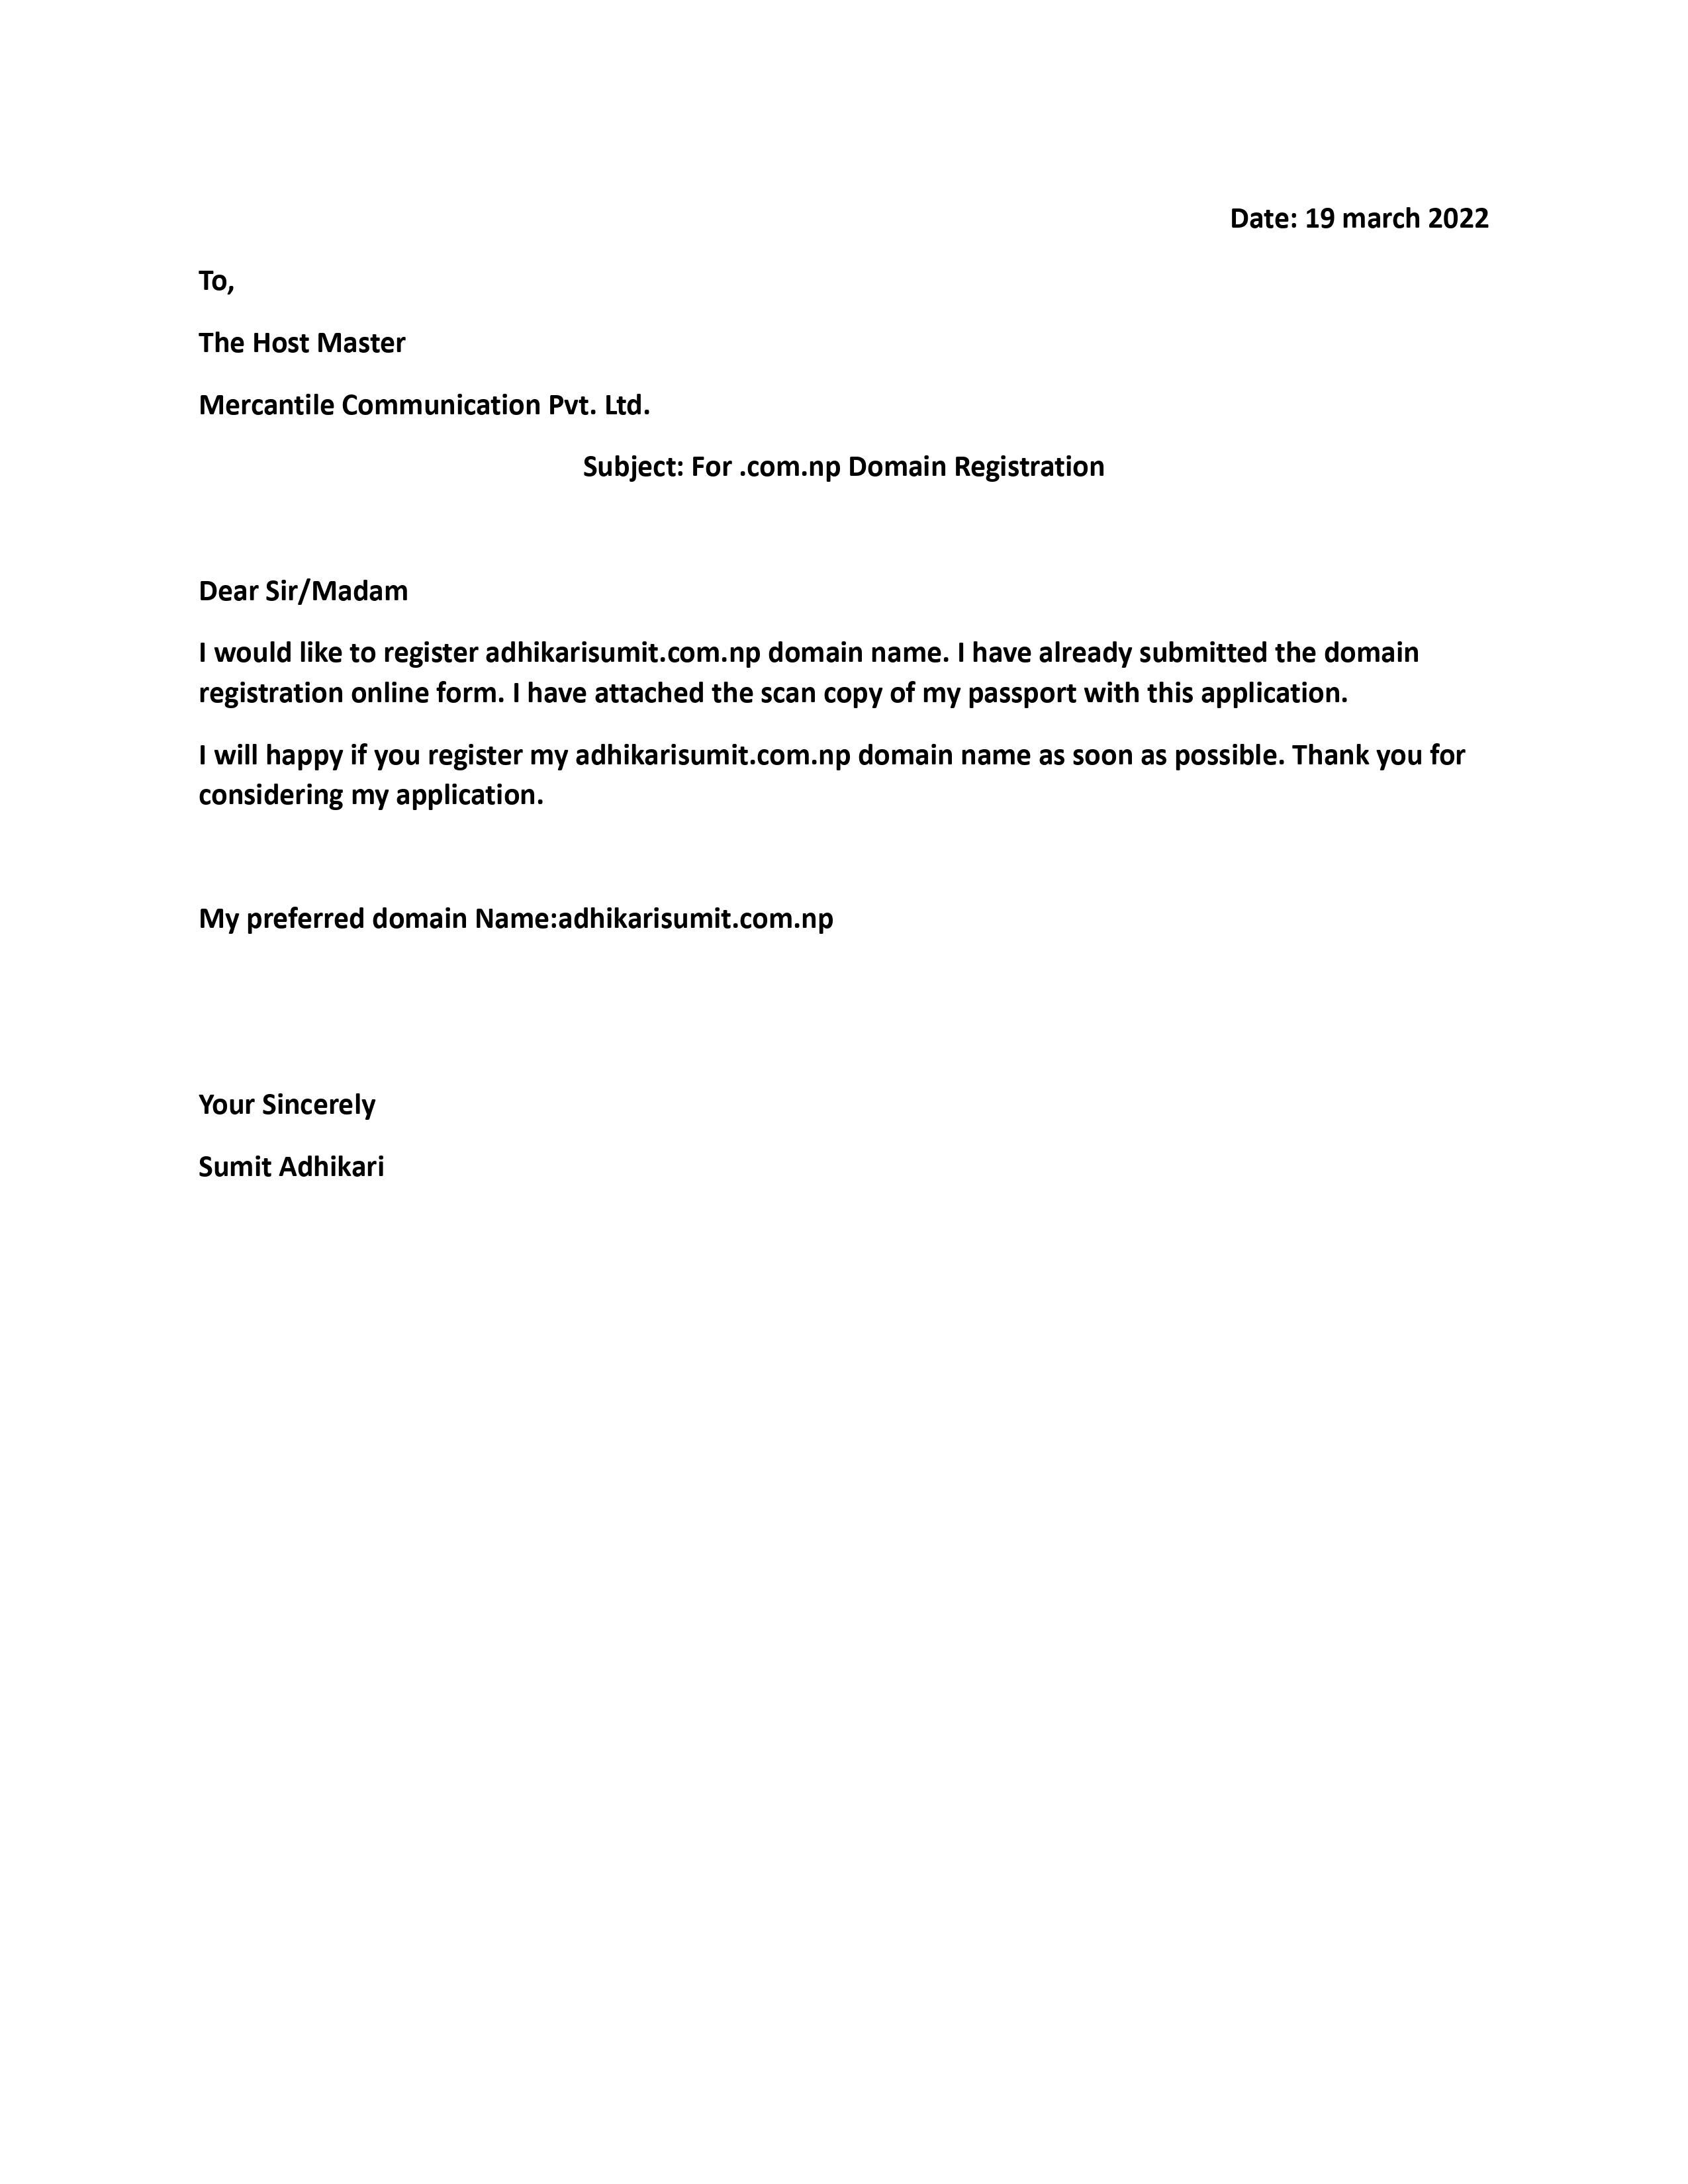 Date: 19 march 2022
To,
The Host Master
Mercantile Communication Pvt. Ltd.
Subject: For .com.np Domain Registration
Dear Sir/Madam
I would like to register adhikarisumit.com.np domain name. I have already submitted the domain
registration online form. I have attached the scan copy of my passport with this application.
I will happy if you register my adhikarisumit.com.np domain name as soon as possible. Thank you for
considering my application.
My preferred domain Name:adhikarisumit.com.np
Your Sincerely
Sumit Adhikari